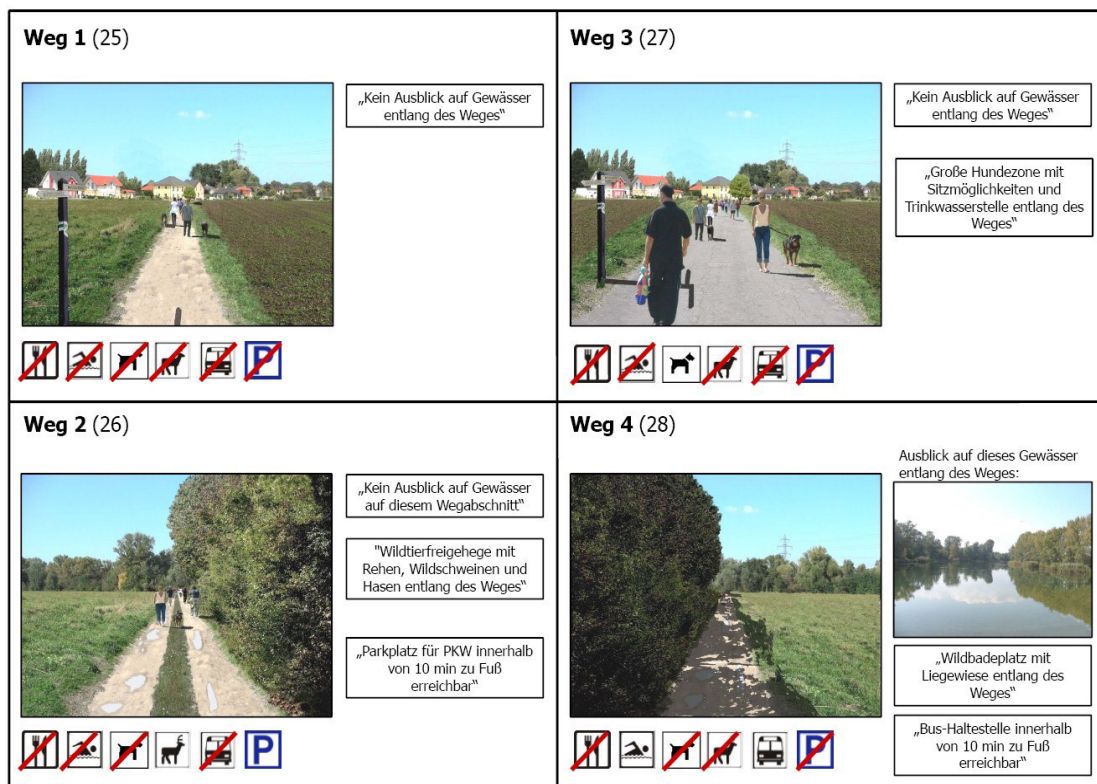 Weg 1 (25)
„Kein Ausblick auf Gewässer
entlang des Weges“
P
Weg 3 (27)
„Kein Ausblick auf Gewässer
entlang des Weges“
„Große Hundezone mit
Sitzmöglichkeiten und
Trinkwasserstelle entlang des
Weges“
P
Weg 2 (26)
„Kein Ausblick auf Gewässer
auf diesem Wegabschnitt“
"Wildtierfreigehege mit
Rehen, Wildschweinen und
Hasen entlang des Weges“
„Parkplatz für PKW innerhalb
von 10 min zu Fuß
erreichbar“
P
Weg 4 (28)
Ausblick auf dieses Gewässer
entlang des Weges:
„Wildbadeplatz mit
Liegewiese entlang des
Weges“
„Bus-Haltestelle innerhalb
von 10 min zu Fuß
erreichbar“
P